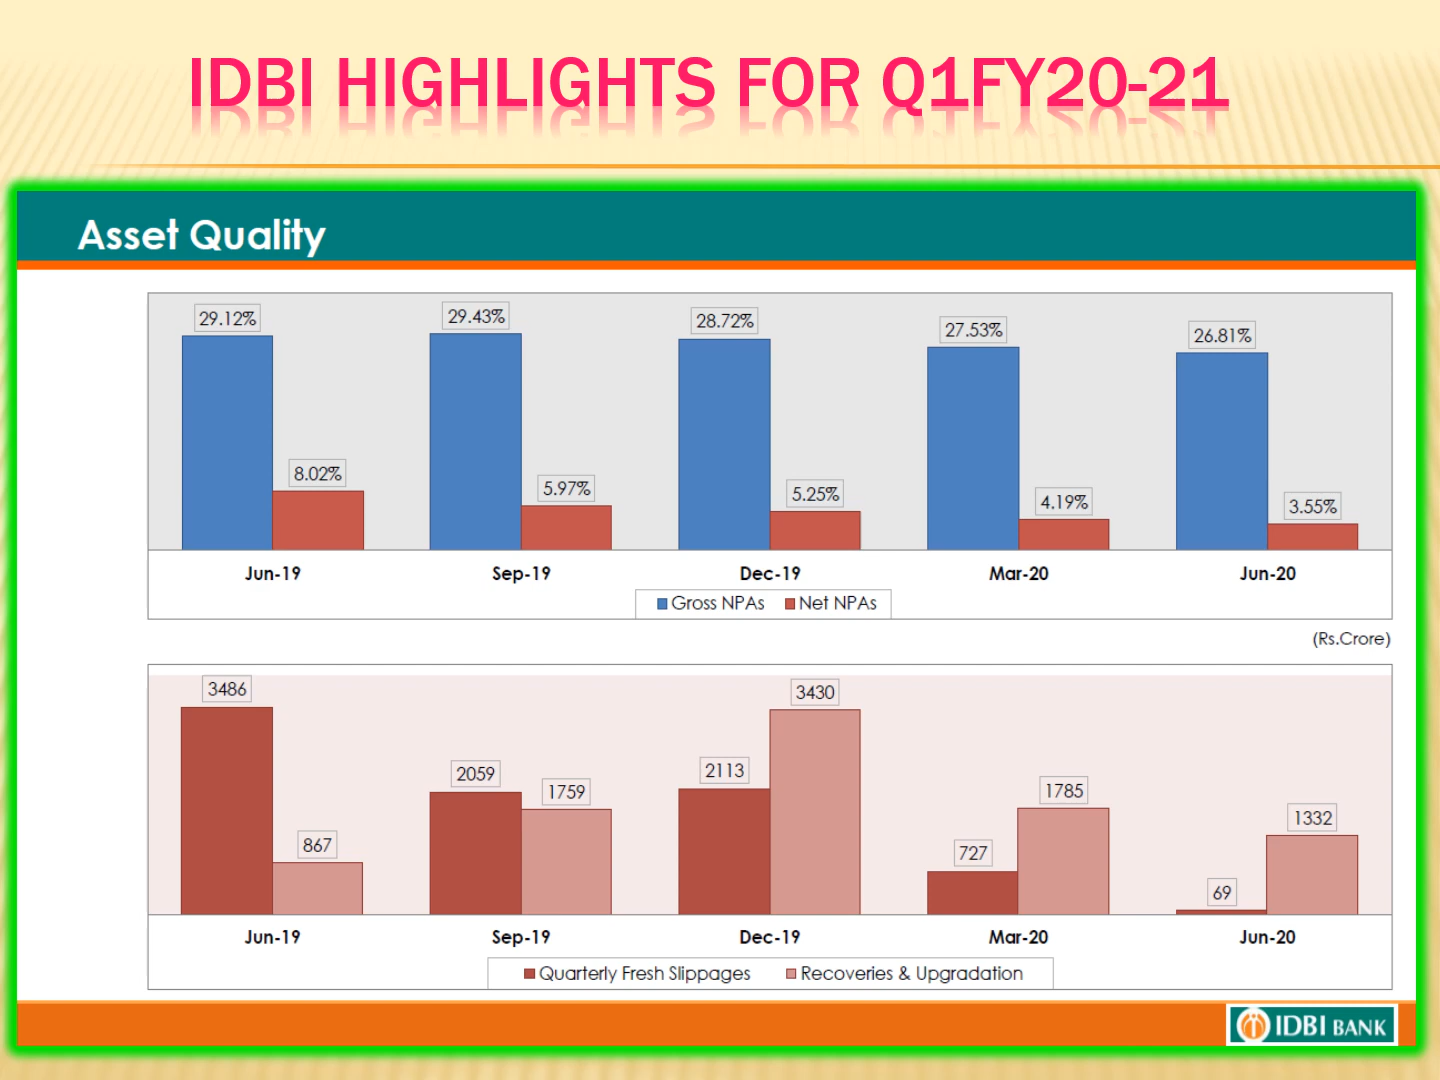 IDBI HIGHLIGHTS FOR Q1FY20-21
Asset Quality
29.12% 29.43% 28.72% 27.53% 26.81%
8.02% 5.97% 5.25% 4.19% 3.55%
Jun-19 Sep-19 Dec-19 Mar-20 Jun-20
Gross NPAs Net NPAs
(Rs.Crore)
3486 2059 2113 727 69
867 1759 3430 1785 1332
Jun-19 Sep-19 Dec-19 Mar-20 Jun-20
Quarterly Fresh Slippages Recoveries & Upgradation
IDBI BANK